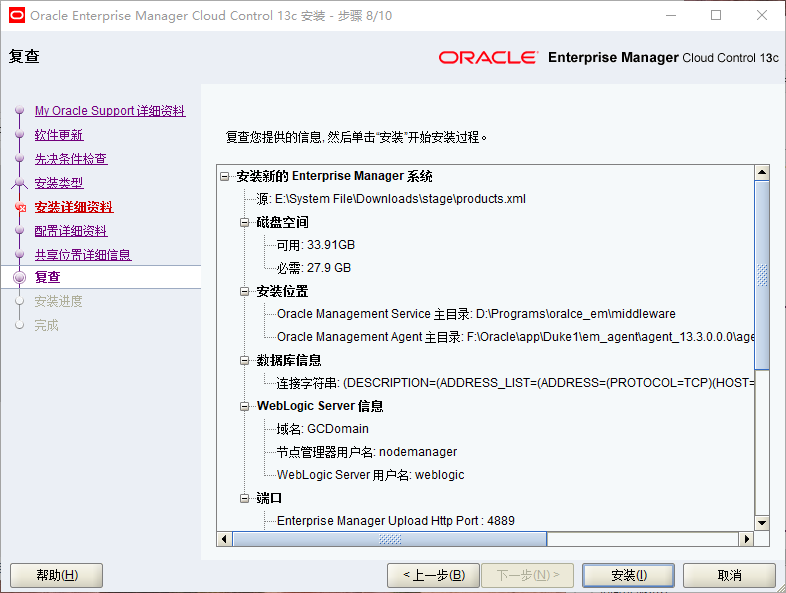 Oracle Enterprise Manager Cloud Control 13c 安装 - 步骤 8/10
复查
ORACLE Enterprise Manager Cloud Control 13c
My Oracle Support 详细资料
软件更新
先决条件检查
安装类型
安装详细资料
配置详细资料
共享位置详细信息
复查
安装进度
完成
复查您提供的信息, 然后单击“安装”开始安装过程。
安装新的 Enterprise Manager 系统
源: E:\System File\Downloads\stage\products.xml
磁盘空间
可用: 33.91GB
必需: 27.9 GB
安装位置
Oracle Management Service 主目录: D:\Programs\oralce_em\middleware
Oracle Management Agent 主目录: F:\Oracle\app\Duke1\em_agent\agent_13.3.0.0.0\age
数据库信息
连接字符串: (DESCRIPTION=(ADDRESS_LIST=(ADDRESS=(PROTOCOL=TCP)(HOST=
WebLogic Server 信息
域名: GCDomain
节点管理器用户名: nodemanager
WebLogic Server 用户名: weblogic
端口
Enterprise Manager Upload Http Port : 4889
帮助(H)
< 上一步(B)
下一步(N) >
安装(I)
取消